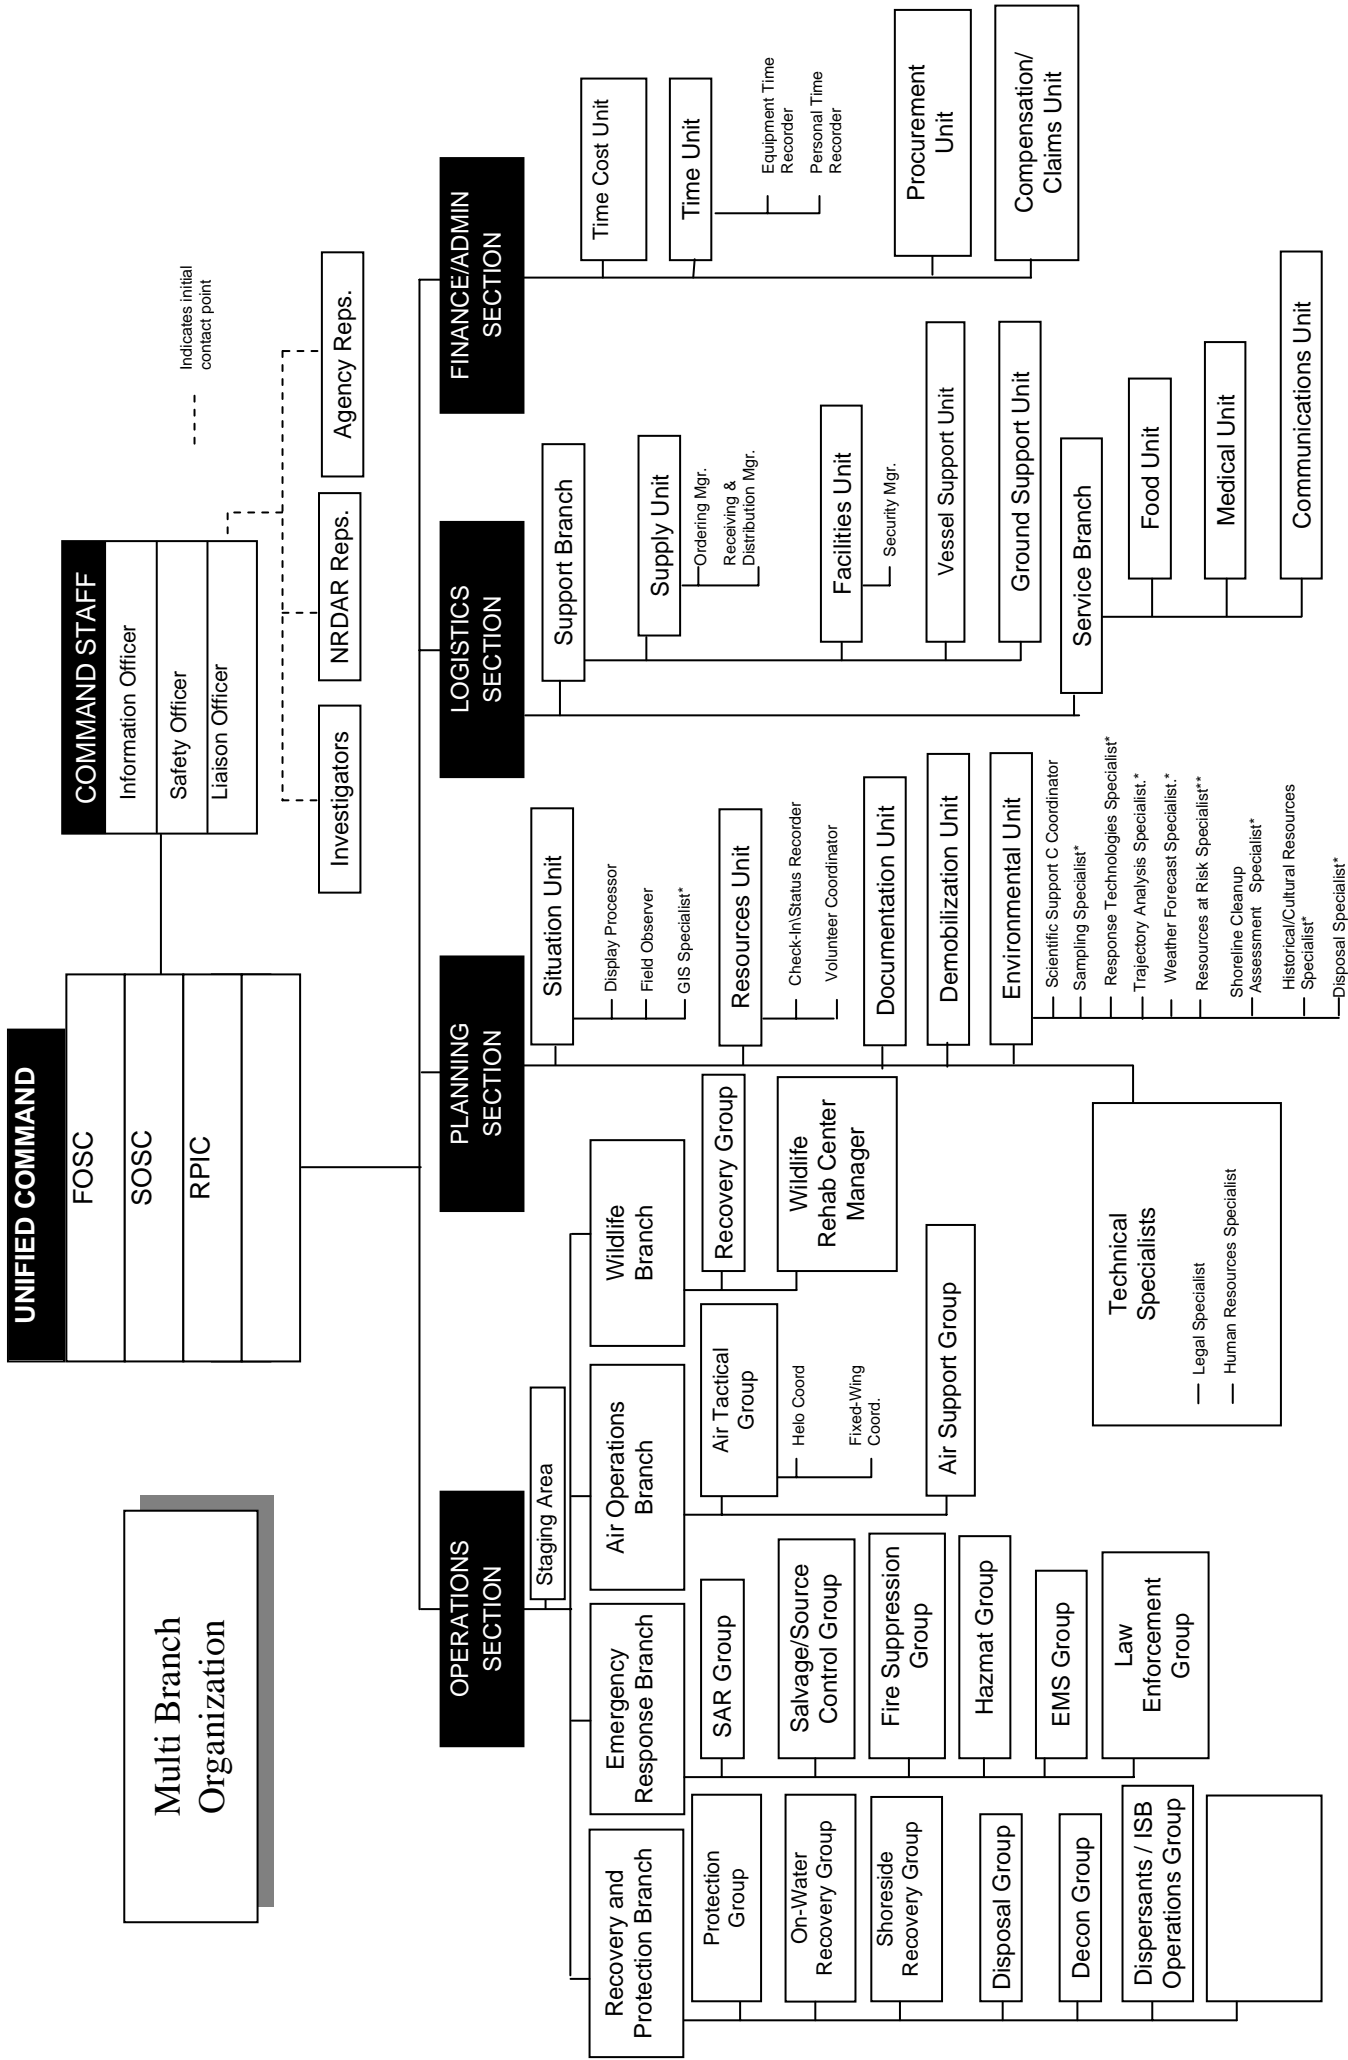 Multi Branch
Organization
UNIFIED COMMAND
FOSC
SOSC
RPIC
COMMAND STAFF
Information Officer
Safety Officer
Liaison Officer
Indicates initial
contact point
Investigators
NRDAR Reps.
Agency Reps.
OPERATIONS
SECTION
Staging Area
Recovery and
Protection Branch
Protection
Group
On-Water
Recovery Group
Shoreside
Recovery Group
Disposal Group
Decon Group
Dispersants / ISB
Operations Group
Emergency
Response Branch
SAR Group
Salvage/Source
Control Group
Fire Suppression
Group
Hazmat Group
EMS Group
Law
Enforcement
Group
Air Operations
Branch
Air Tactical
Group
Helo Coord
Fixed-Wing
Coord.
Air Support Group
Wildlife
Branch
Recovery Group
Wildlife
Rehab Center
Manager
PLANNING
SECTION
Situation Unit
Display Processor
Field Observer
GIS Specialist*
Resources Unit
Check-In\Status Recorder
Volunteer Coordinator
Documentation Unit
Demobilization Unit
Environmental Unit
Scientific Support C Coordinator
Sampling Specialist*
Response Technologies Specialist*
Trajectory Analysis Specialist.*
Weather Forecast Specialist.*
Resources at Risk Specialist**
Shoreline Cleanup
Assessment Specialist*
Historical/Cultural Resources
Specialist*
Disposal Specialist*
Technical
Specialists
Legal Specialist
Human Resources Specialist
LOGISTICS
SECTION
Support Branch
Supply Unit
Ordering Mgr.
Receiving &
Distribution Mgr.
Facilities Unit
Security Mgr.
Vessel Support Unit
Ground Support Unit
Service Branch
Food Unit
Medical Unit
Communications Unit
FINANCE/ADMIN
SECTION
Time Cost Unit
Time Unit
Equipment Time
Recorder
Personal Time
Recorder
Procurement
Unit
Compensation/
Claims Unit